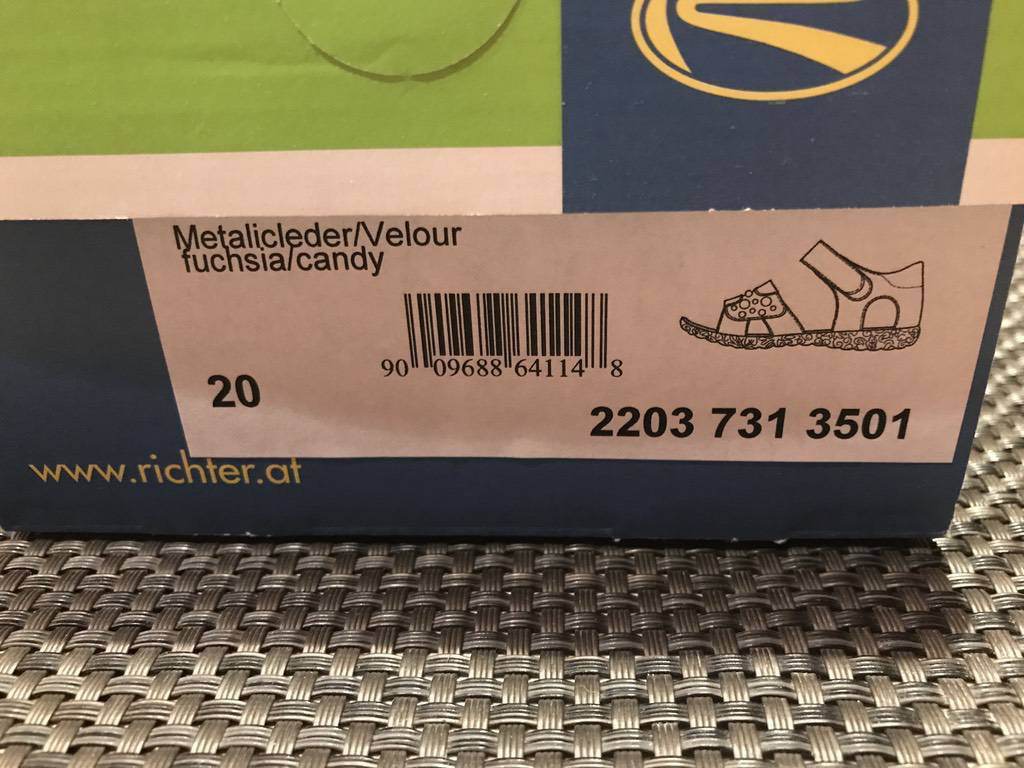 Metalicleder/Velour
fuchsia/candy
90 09688 64114 8
20
2203 731 3501
www.richter.at